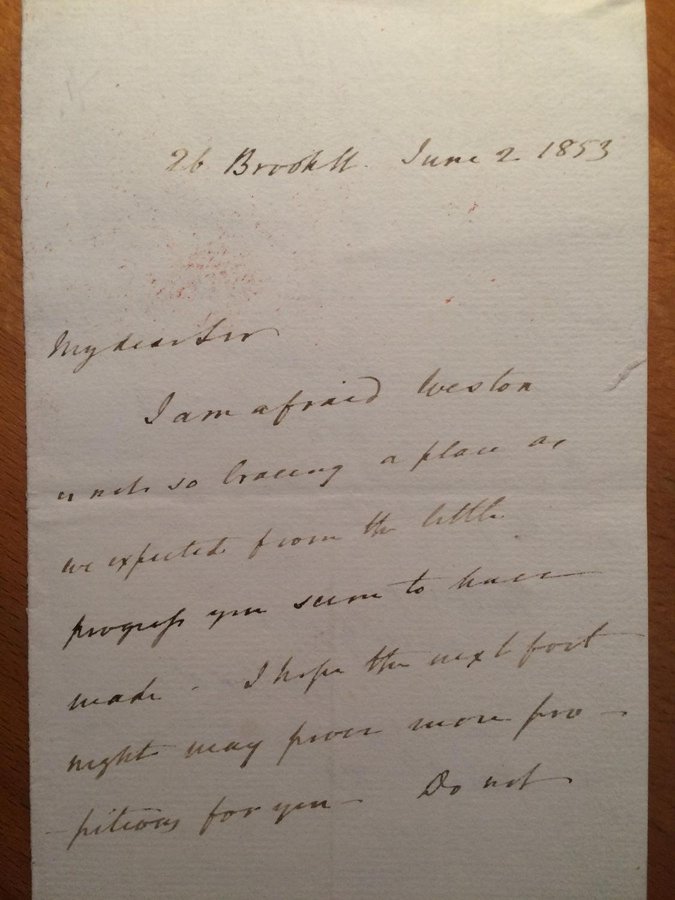 26 Brook St. June 2 1853
My dear Sir
I am afraid Weston
is not so bracing a place as
we expected from the little
progress you seem to have
made. I hope the next fort
night may prove more pro-
-pitious for you - Do not